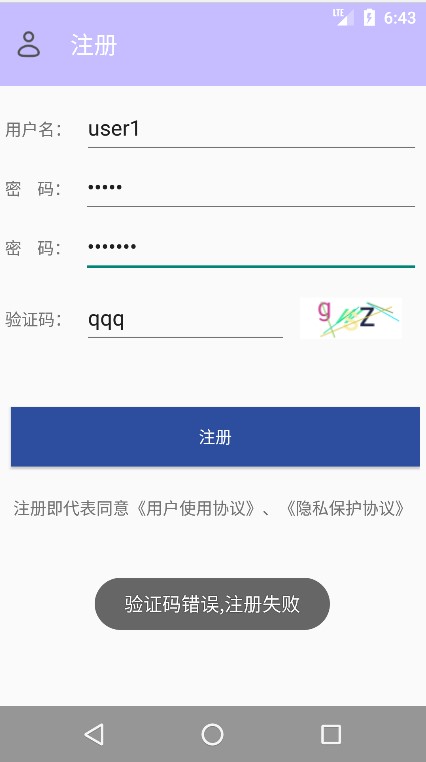 LTE 6:43
注册
用户名： user1
密 码： •••••
密 码： •••••••
验证码： qqq
注册
注册即代表同意《用户使用协议》、《隐私保护协议》
验证码错误,注册失败